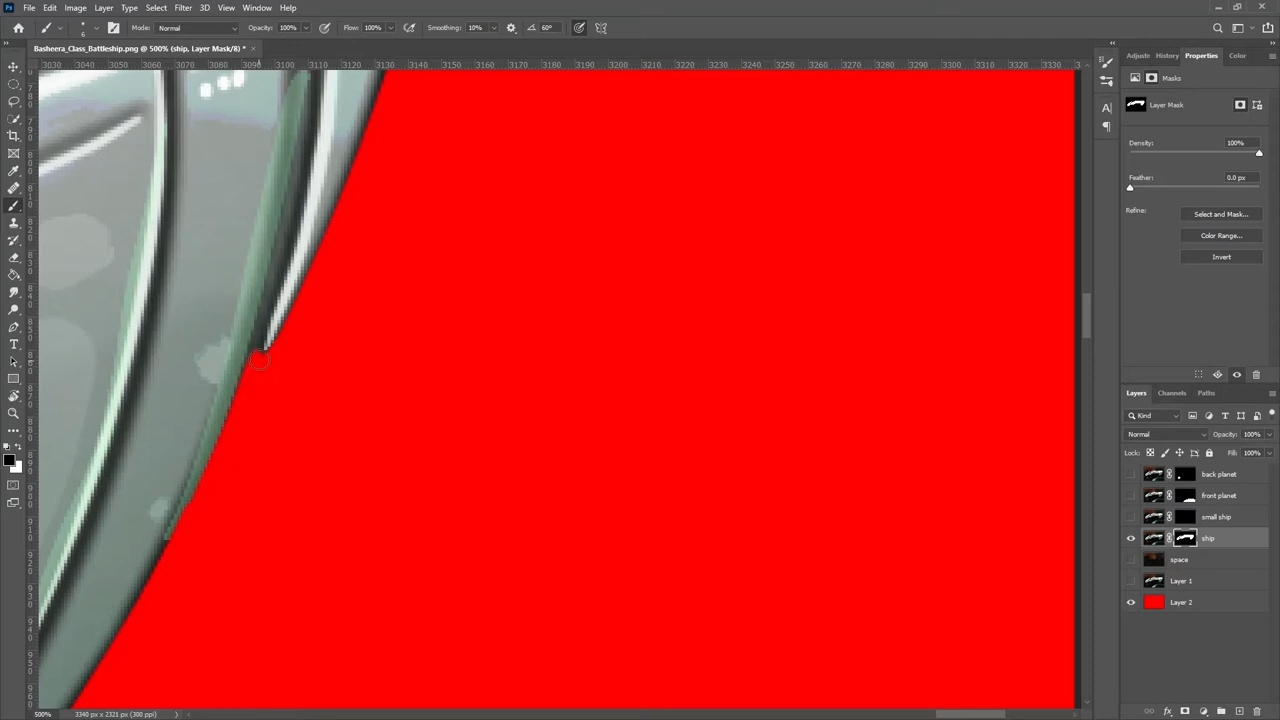 Ps File Edit Image Layer Type Select Filter 3D View Window Help
6 Mode: Normal Opacity: 100% Flow: 100% Smoothing: 10% 60°
Basheera_Class_Battleship.png @ 500% (ship, Layer Mask/8) * ×
3030 3040 3050 3060 3070 3080 3090 3100 3110 3120 3130 3140 3150 3160 3170 3180 3190 3200 3210 3220 3230 3240 3250 3260 3270 3280 3290 3300 3310 3320 3330
Adjuste History Properties Color
Masks
Layer Mask
Density: 100%
Feather: 0.0 px
Refine: Select and Mask...
Color Range...
Invert
Layers Channels Paths
Kind
Normal Opacity: 100%
Lock: Fill: 100%
back planet
front planet
small ship
ship
space
Layer 1
Layer 2
500% 3340 px x 2321 px (300 ppi)